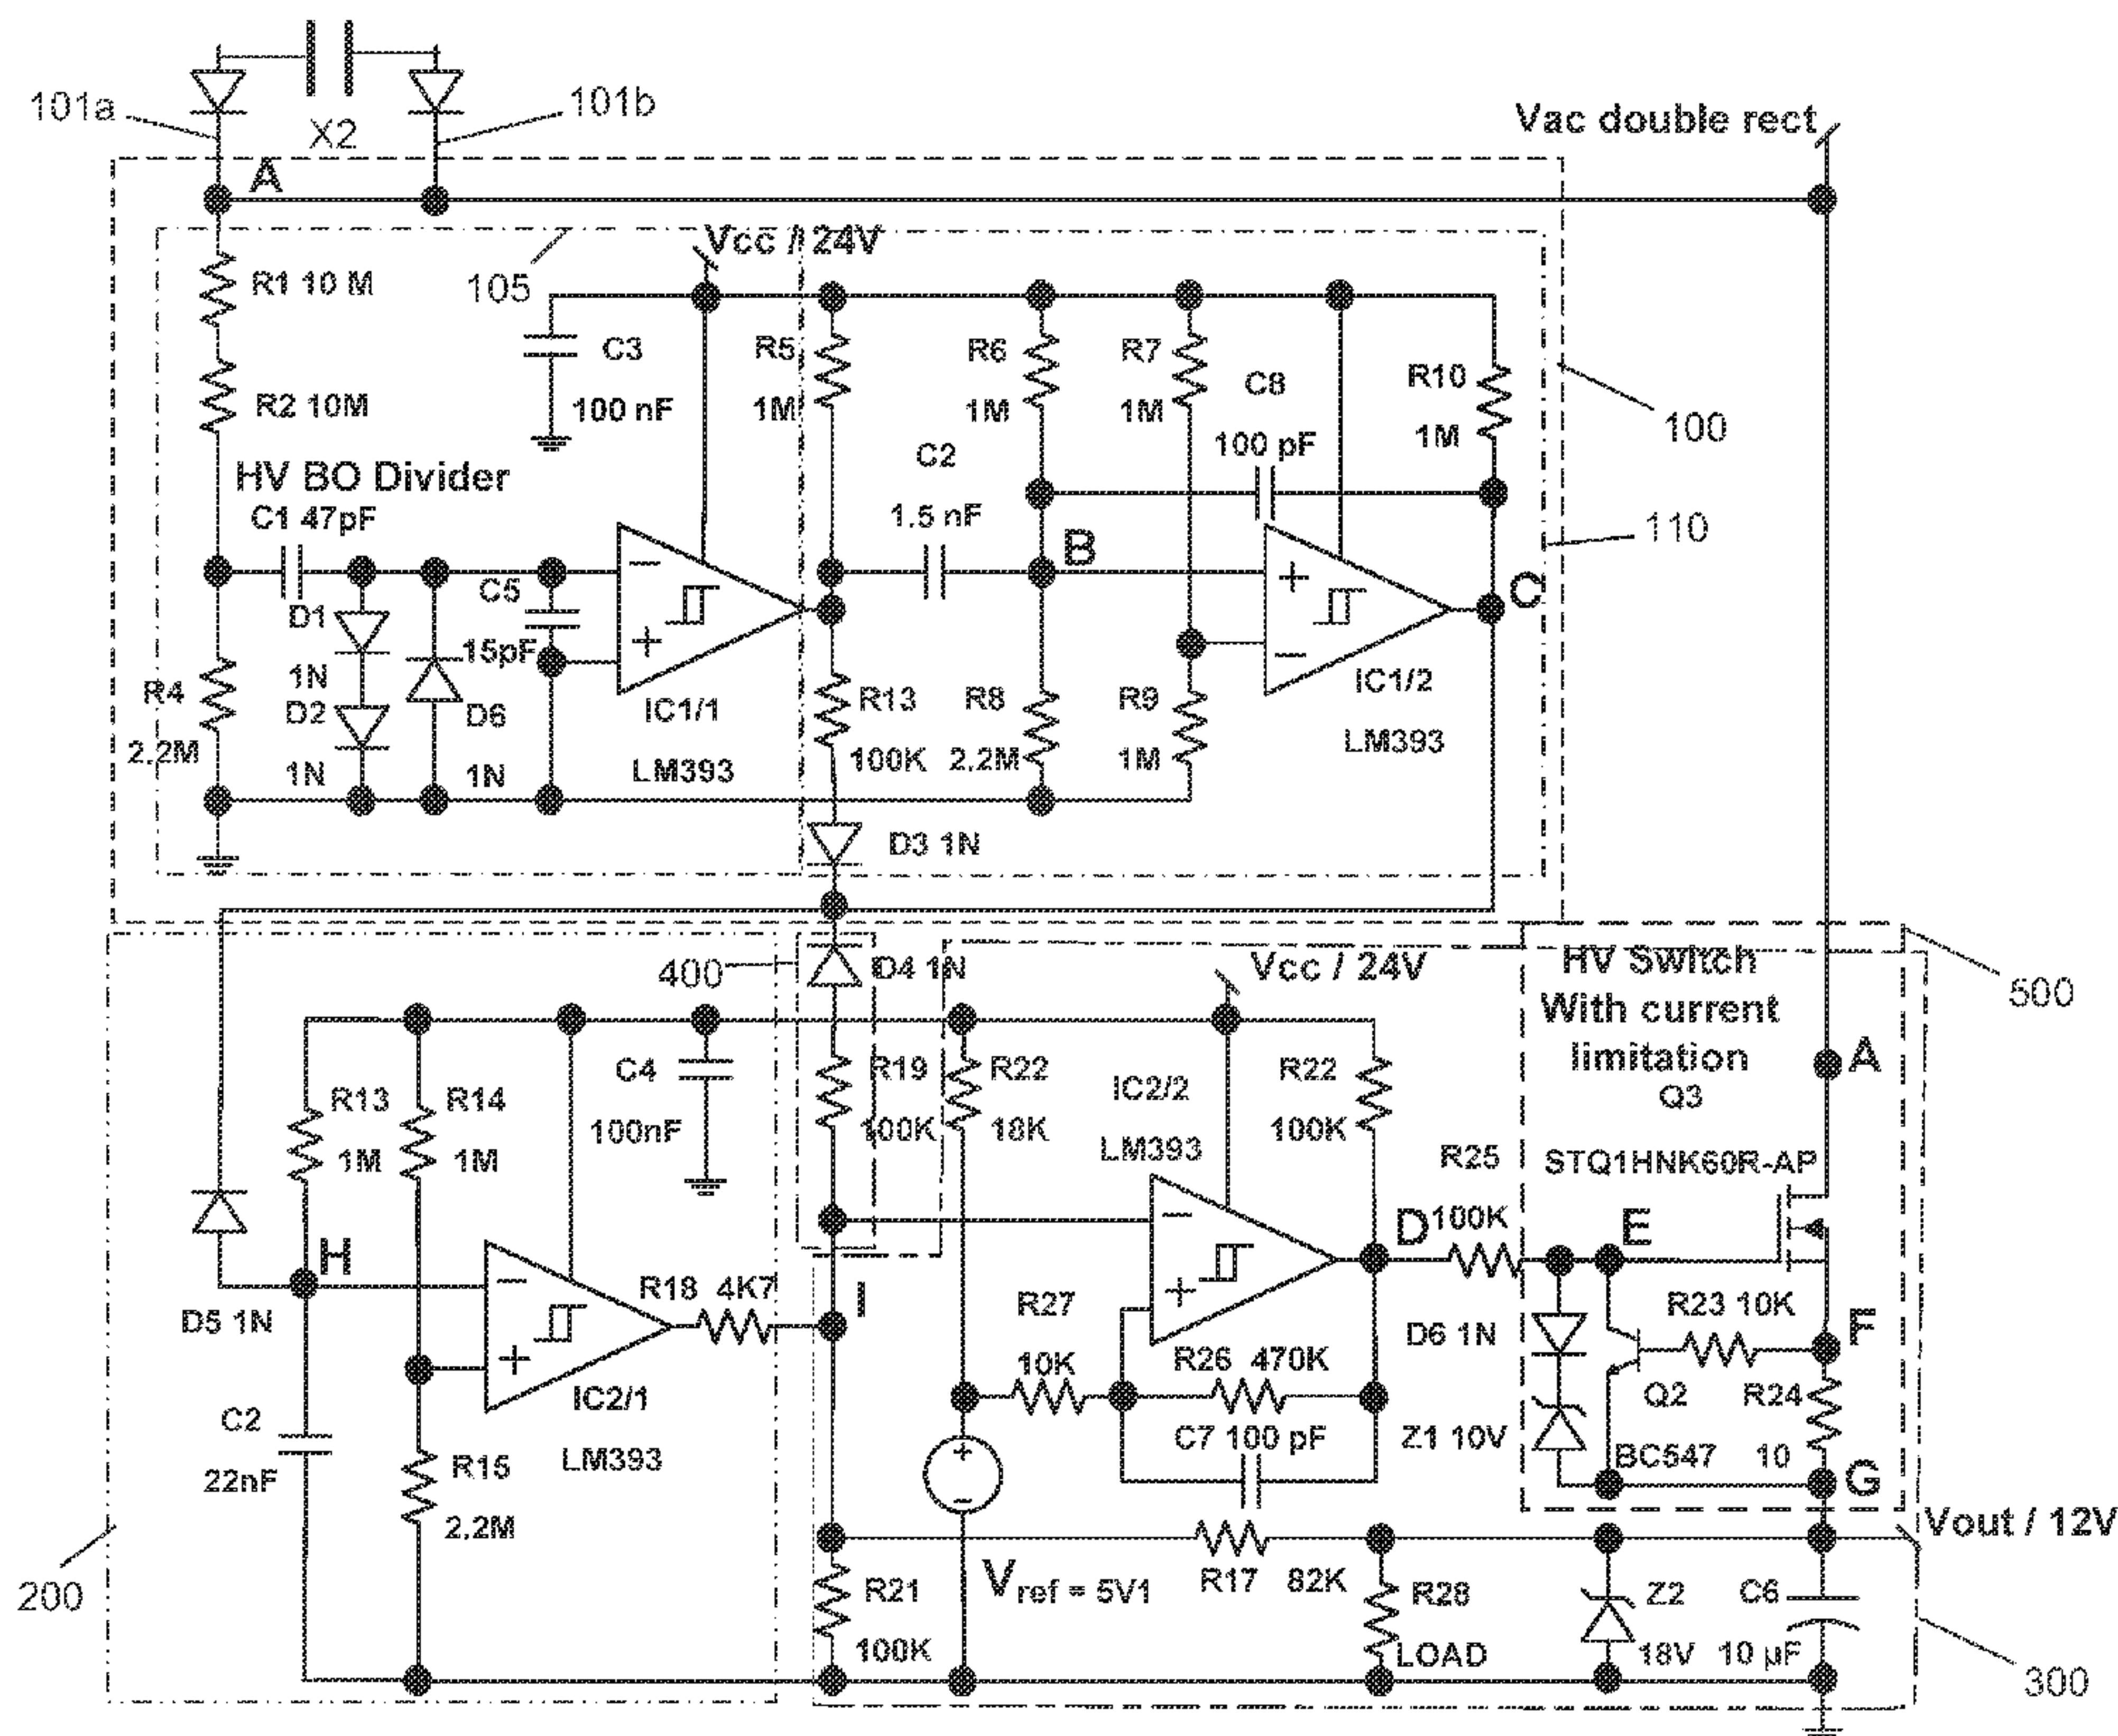 101a
X2
101b
Vac double rect
A
Vcc / 24V
105
R1 10 M
R2 10M
C3
100 nF
R5
1M
R6
1M
R7
1M
C8
100 pF
R10
1M
100
HV BO Divider
C1 47pF
C2
1.5 nF
110
B
C
D1
1N
D2
1N
D6
1N
C5
15pF
R4
2.2M
−
+
IC1/1
LM393
R13
100K
R8
2.2M
R9
1M
+
−
IC1/2
LM393
D3 1N
400
D4 1N
Vcc / 24V
HV Switch
With current
limitation
Q3
STQ1HNK60R-AP
500
A
R13
1M
R14
1M
C4
100nF
R19
100K
R22
18K
IC2/2
LM393
R22
100K
R25
100K
D
E
H
D5 1N
−
+
IC2/1
LM393
R18 4K7
I
−
+
R27
10K
R26 470K
C7 100 pF
D6 1N
Z1 10V
R23 10K
F
Q2
BC547
R24
10
G
C2
22nF
R15
2.2M
+
−
Vref = 5V1
R17 82K
Vout / 12V
200
R21
100K
R28
LOAD
Z2
18V
C6
10 µF
300